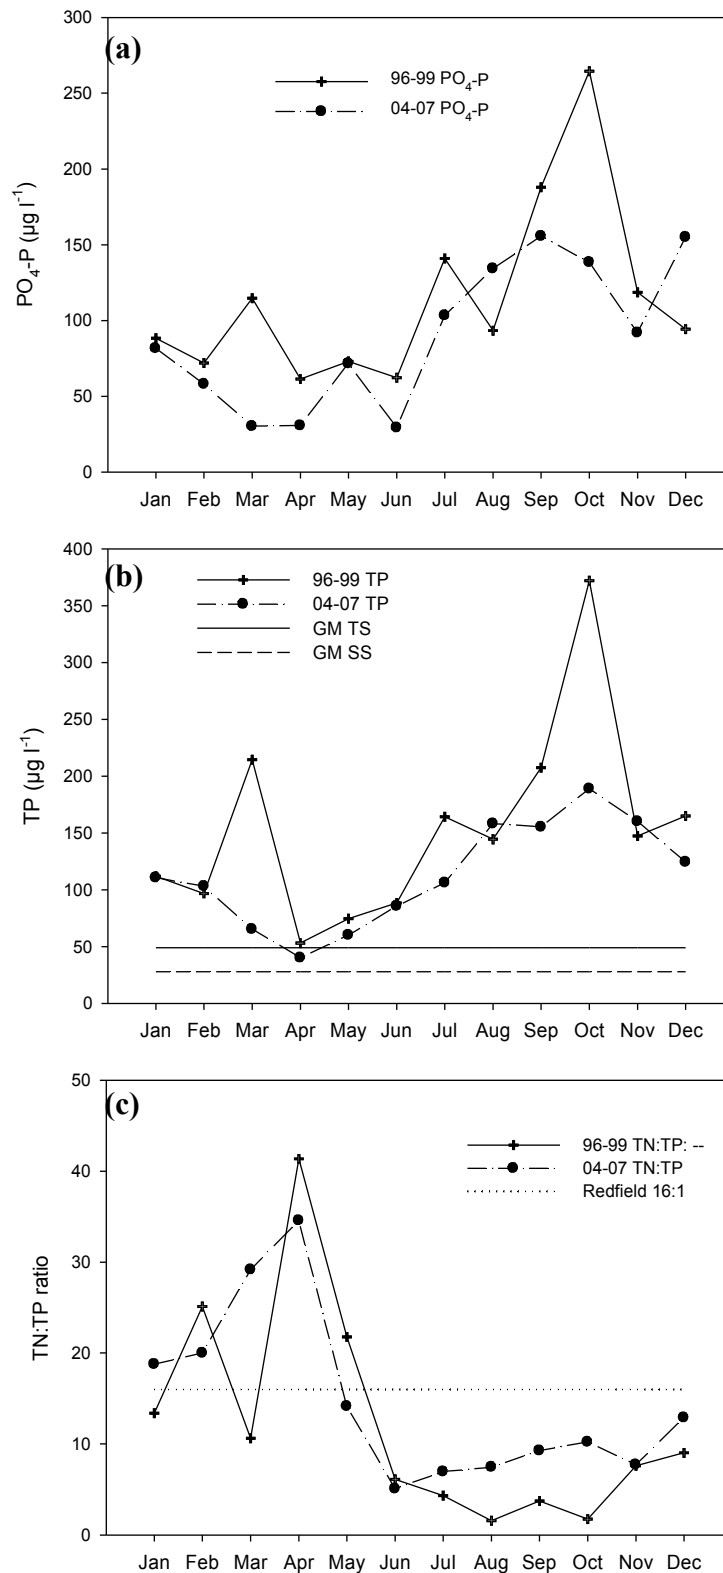 (a)
96-99 PO4-P
04-07 PO4-P
PO4-P (µg l-1)
300
250
200
150
100
50
0
Jan Feb Mar Apr May Jun Jul Aug Sep Oct Nov Dec
(b)
96-99 TP
04-07 TP
GM TS
GM SS
TP (µg l-1)
400
350
300
250
200
150
100
50
0
Jan Feb Mar Apr May Jun Jul Aug Sep Oct Nov Dec
(c)
96-99 TN:TP: --
04-07 TN:TP
Redfield 16:1
TN:TP ratio
50
40
30
20
10
0
Jan Feb Mar Apr May Jun Jul Aug Sep Oct Nov Dec